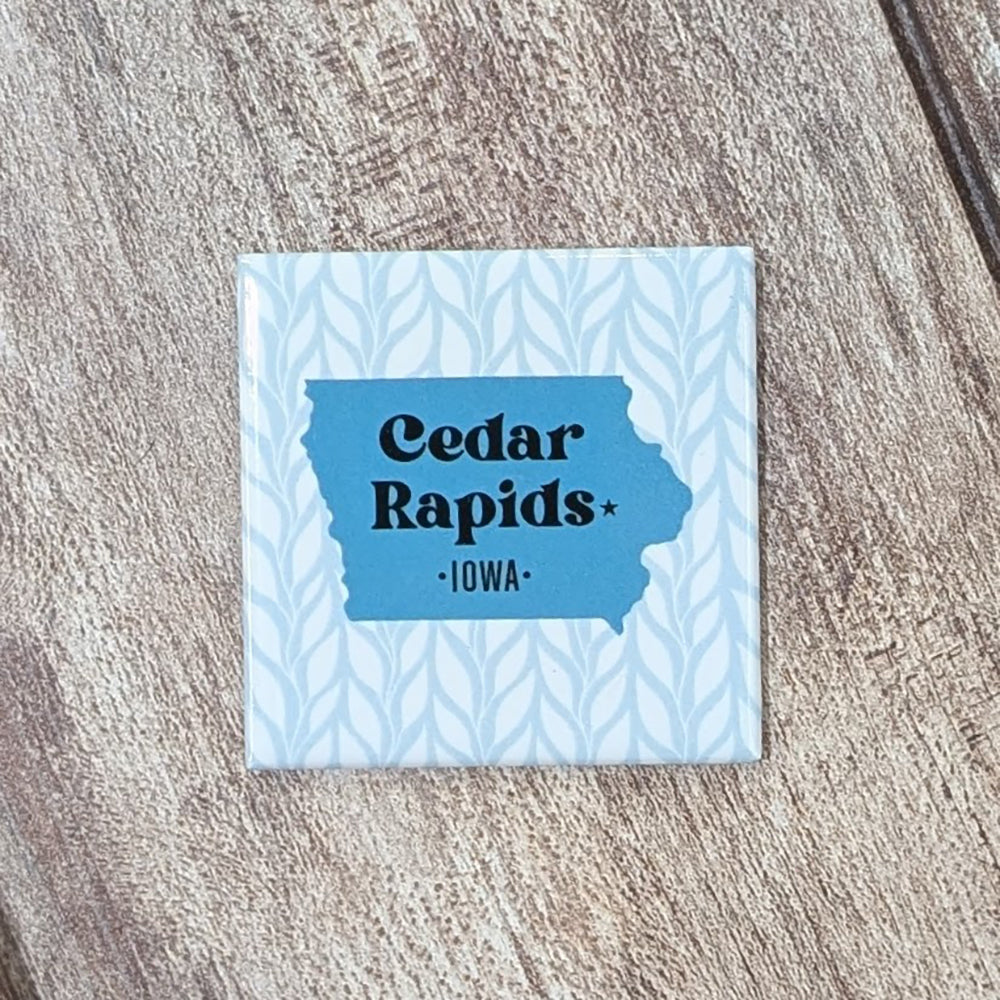 Cedar
Rapids★
•IOWA•